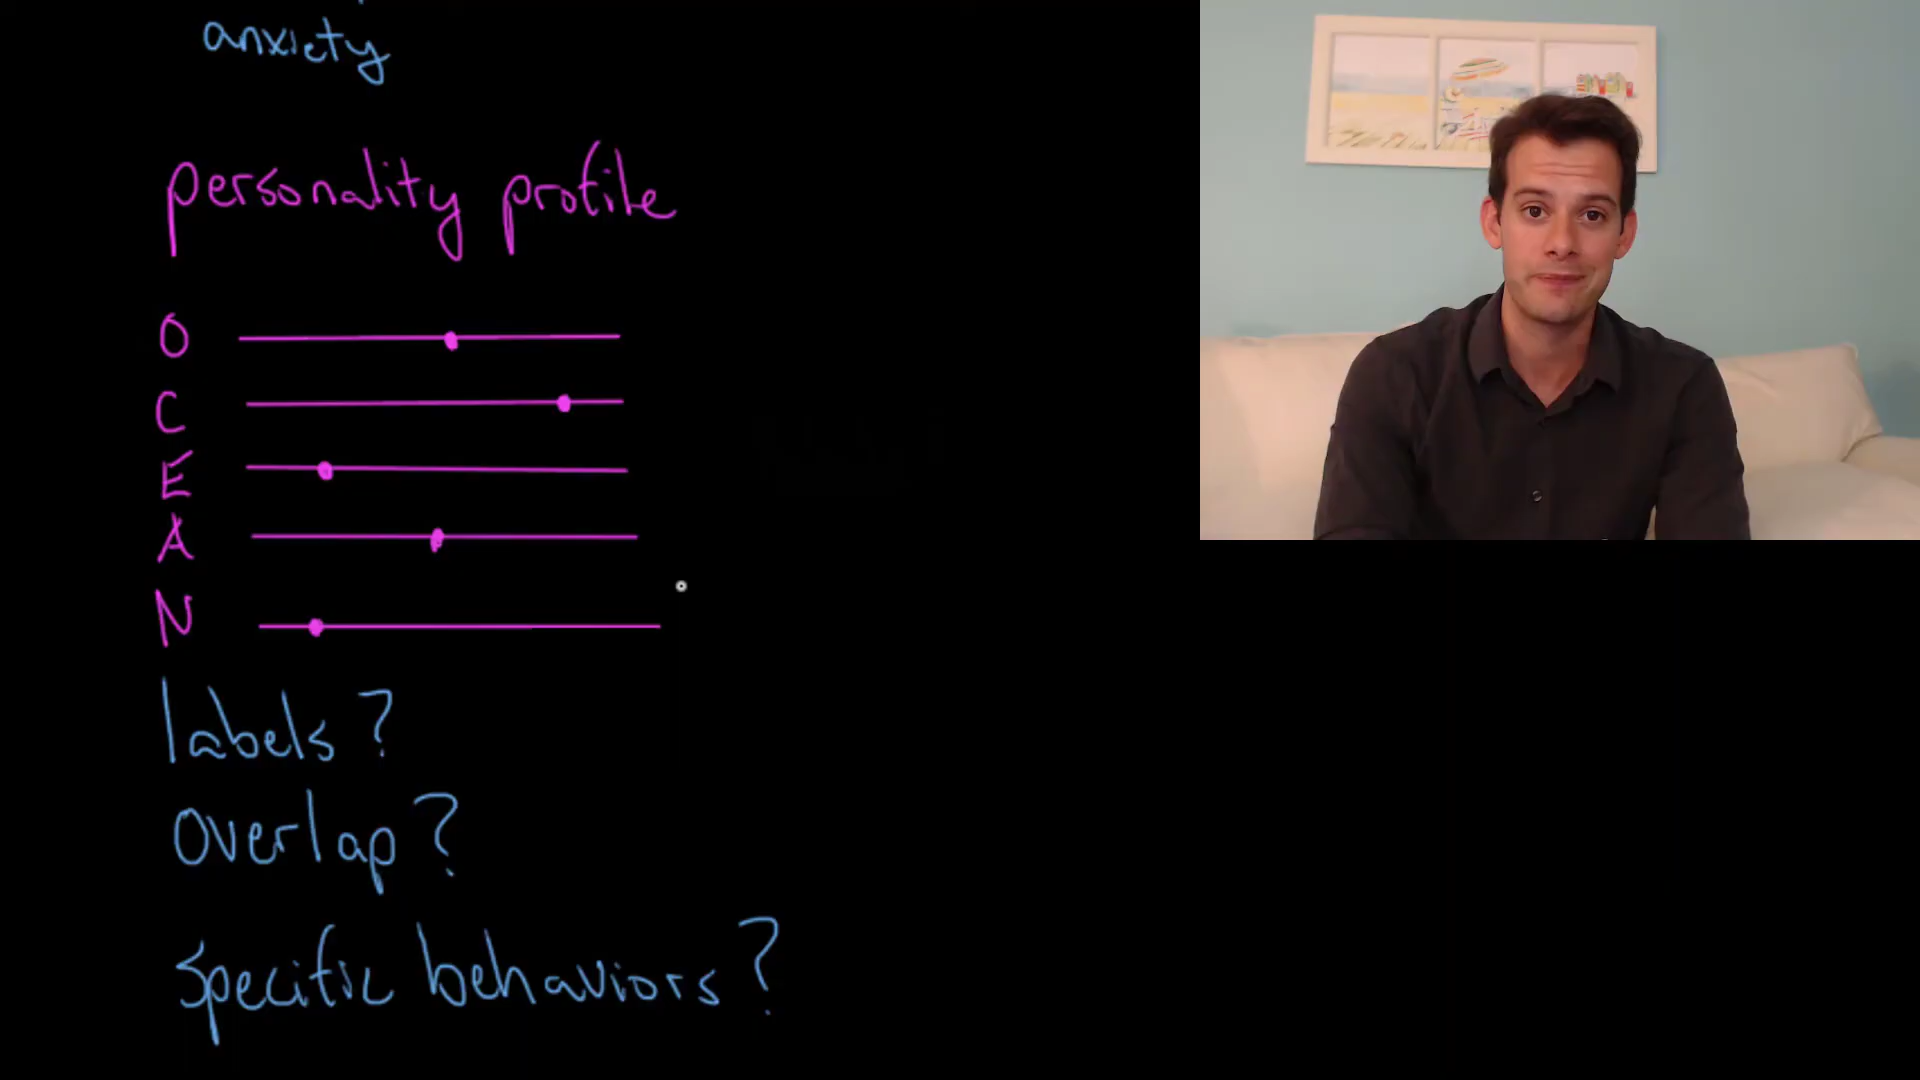 anxiety
personality profile
O
C
E
A
N
labels?
overlap?
Specific behaviors?